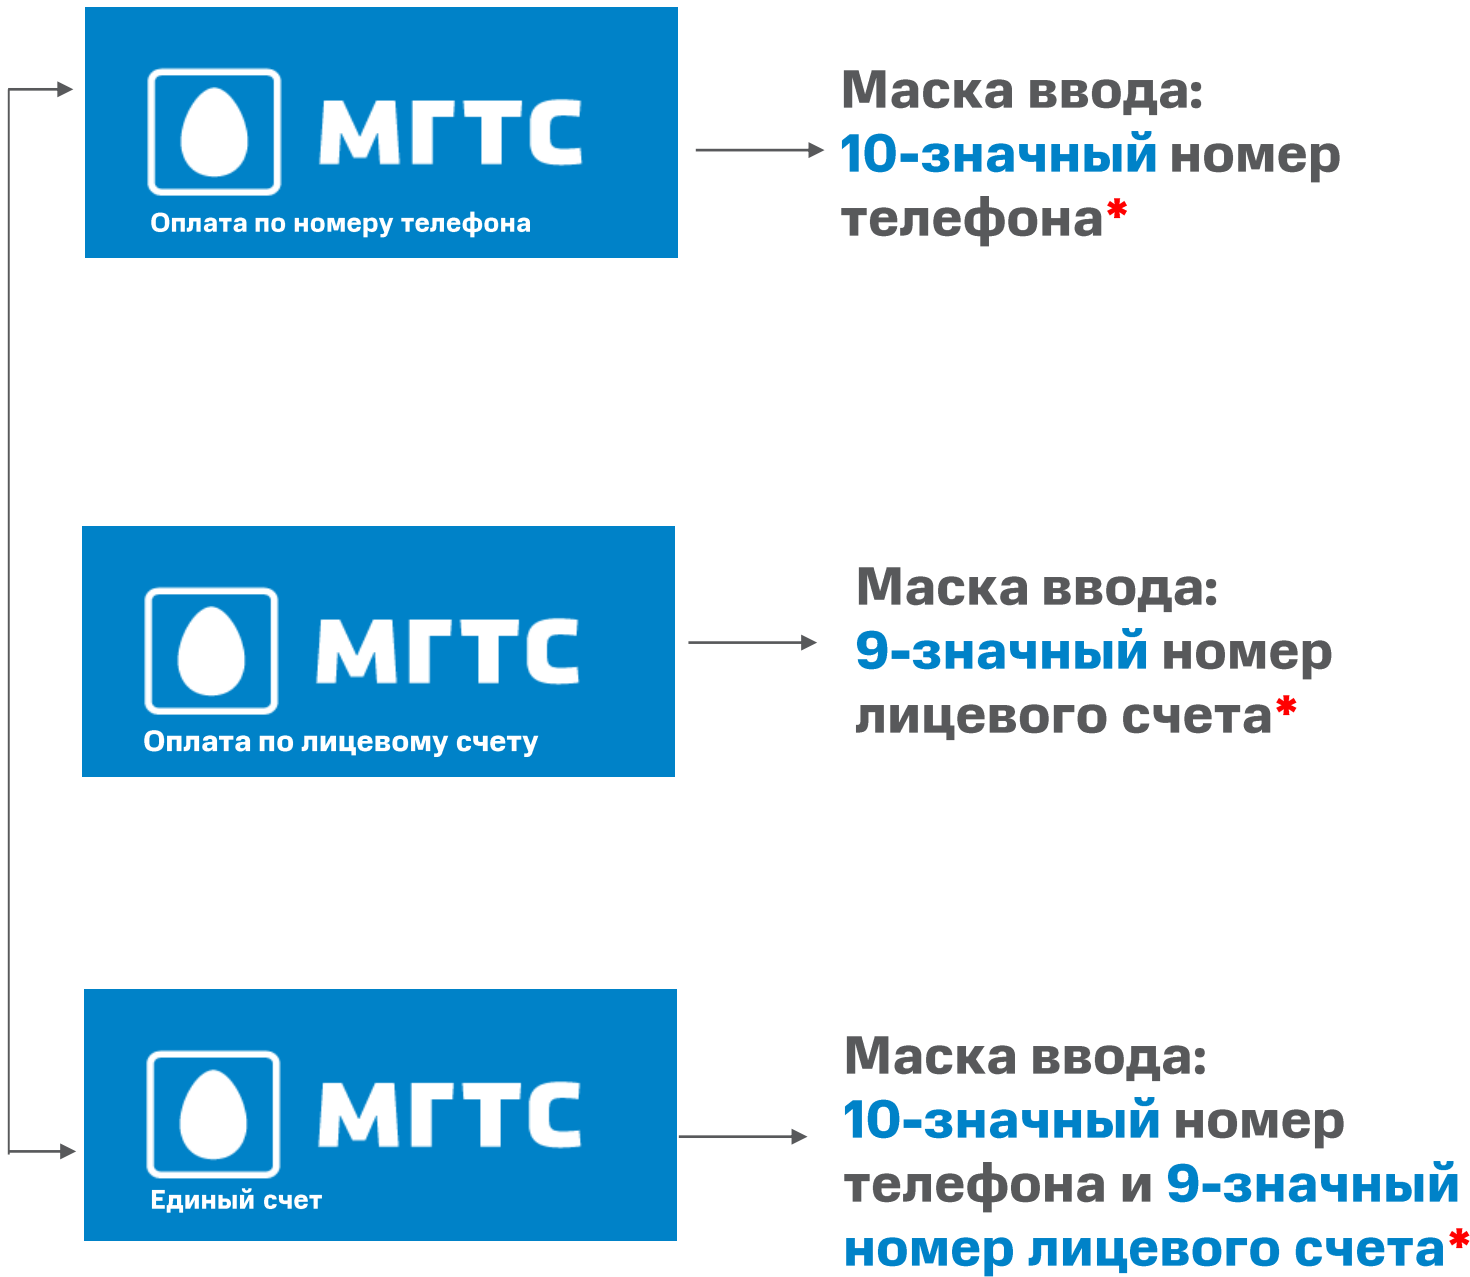 МГТС
Оплата по номеру телефона
Маска ввода:
10-значный номер
телефона*
МГТС
Оплата по лицевому счету
Маска ввода:
9-значный номер
лицевого счета*
МГТС
Единый счет
Маска ввода:
10-значный номер
телефона и 9-значный
номер лицевого счета*